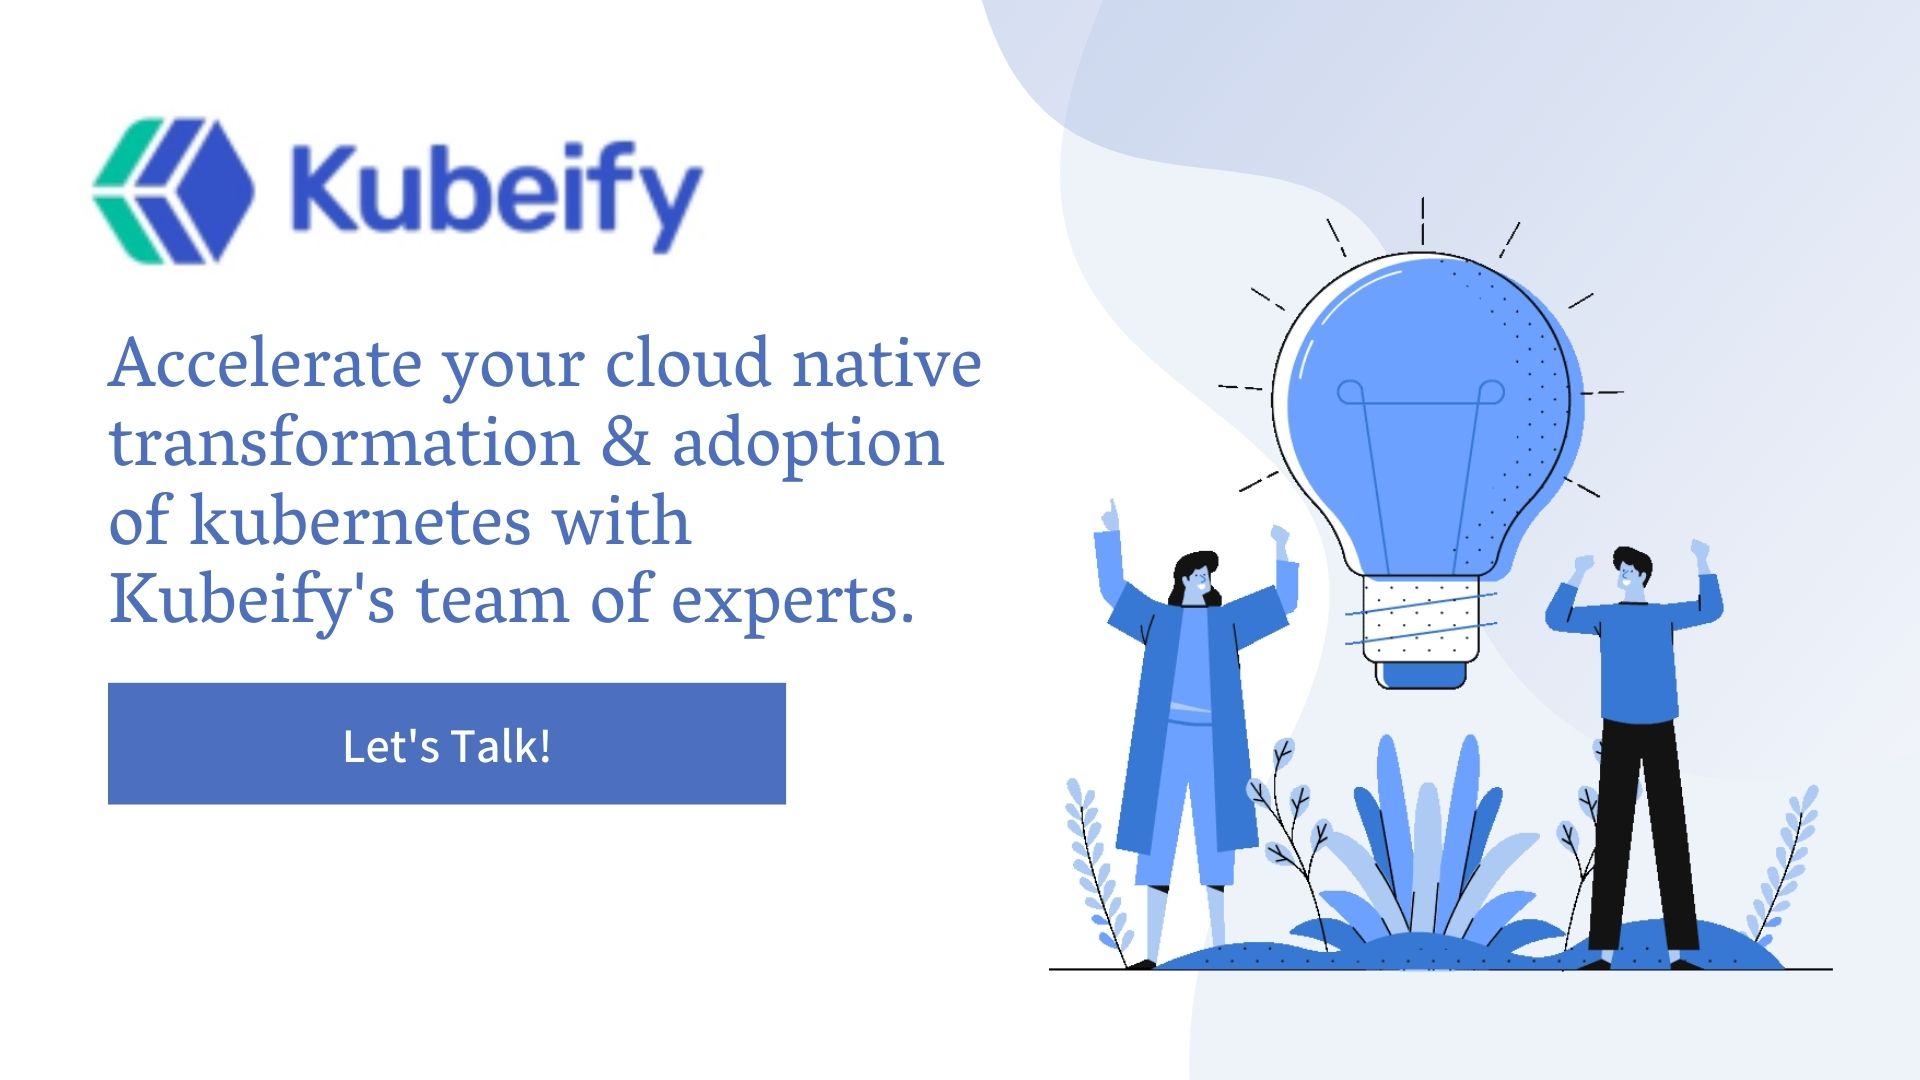 Kubeify
Accelerate your cloud native
transformation & adoption
of kubernetes with
Kubeify's team of experts.
Let's Talk!